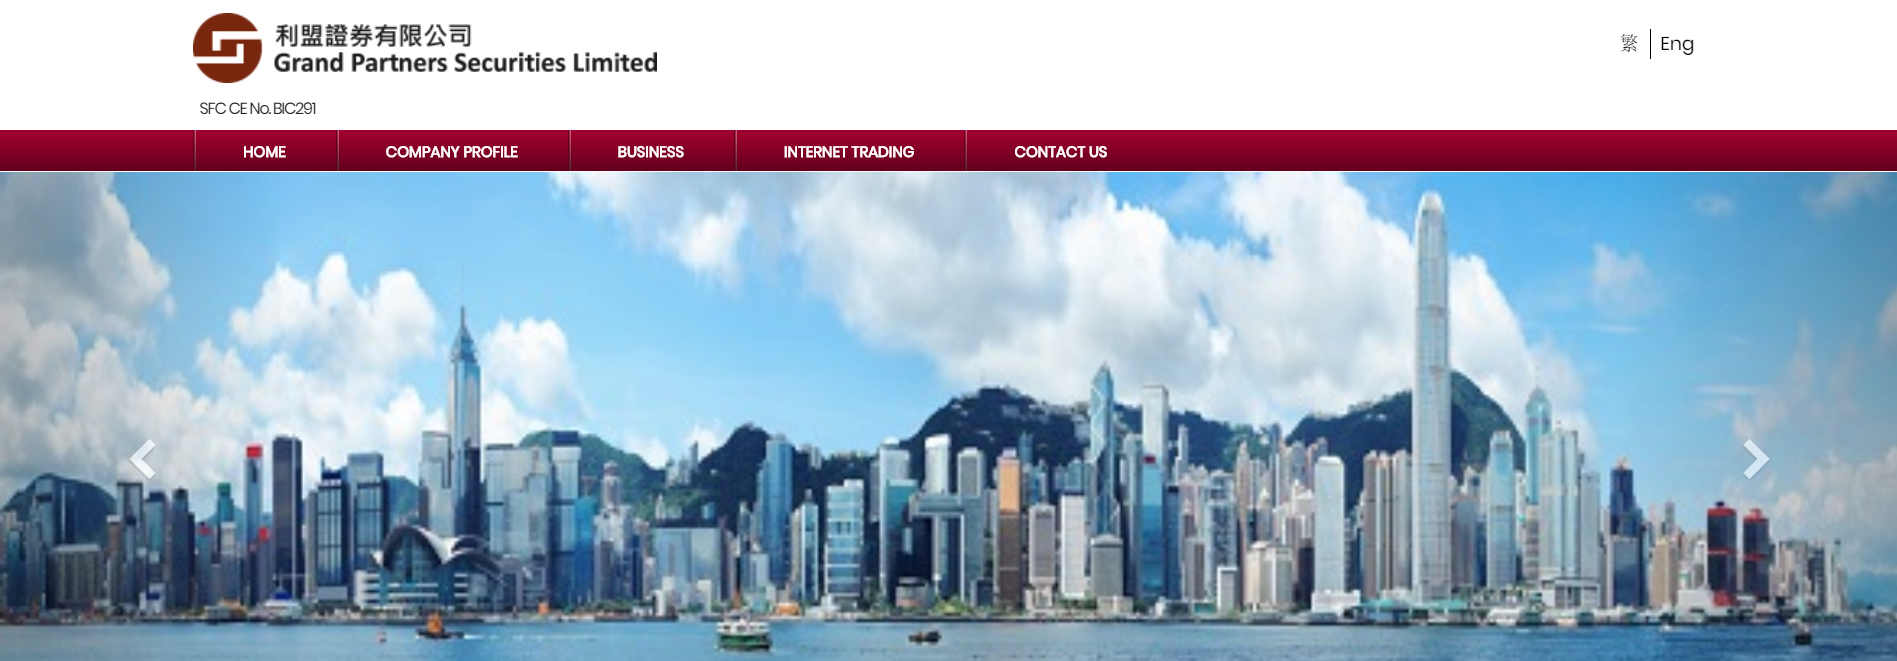 利盟證券有限公司
Grand Partners Securities Limited
繁 Eng
SFC CE No. BIC291
HOME COMPANY PROFILE BUSINESS INTERNET TRADING CONTACT US